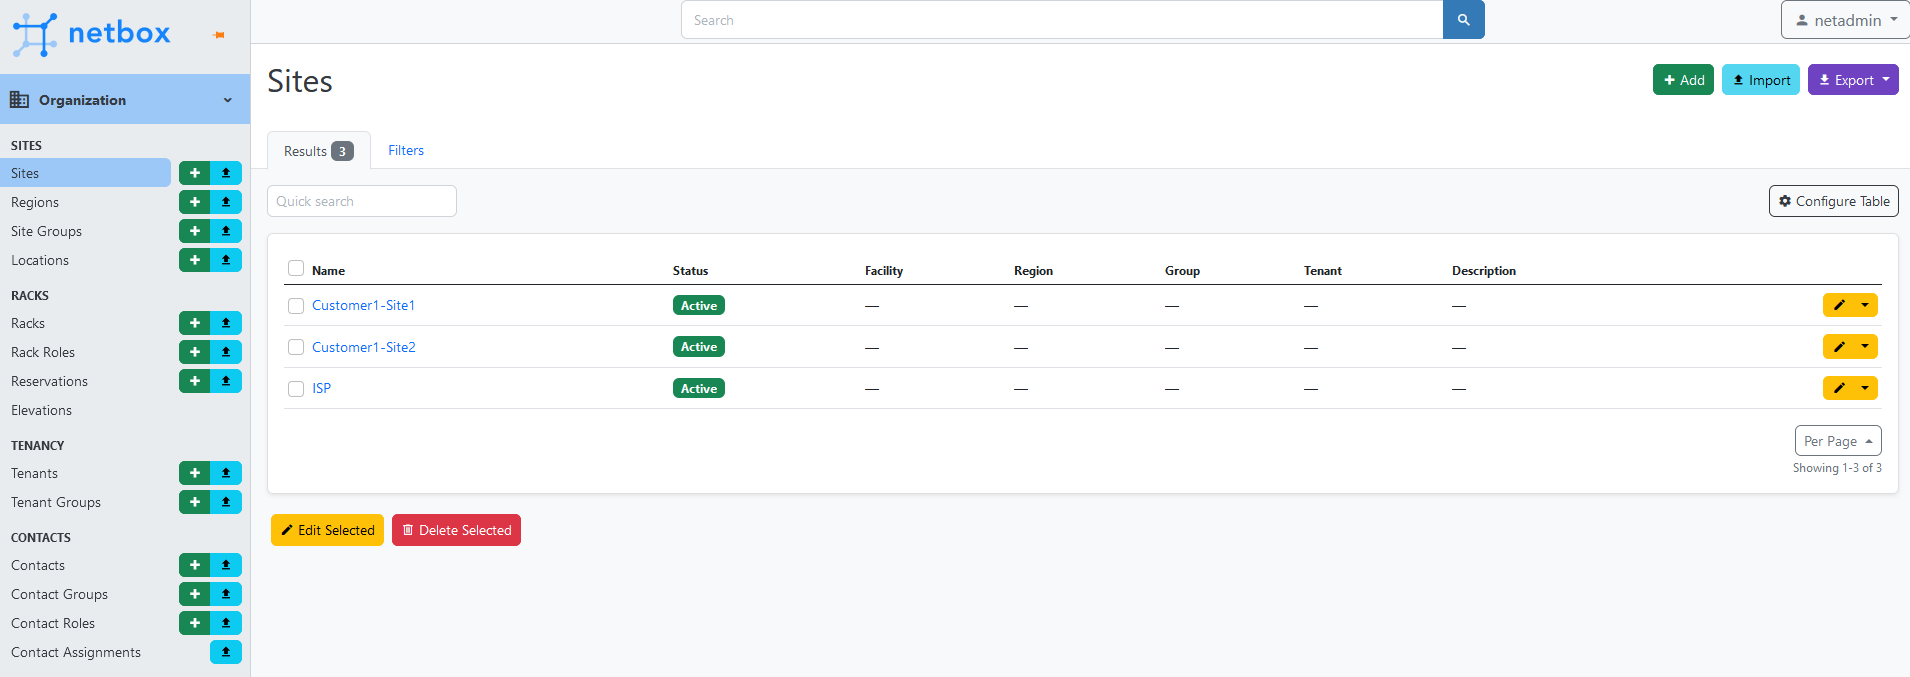 netbox
Search
netadmin
Organization
SITES
Sites
Regions
Site Groups
Locations
RACKS
Racks
Rack Roles
Reservations
Elevations
TENANCY
Tenants
Tenant Groups
CONTACTS
Contacts
Contact Groups
Contact Roles
Contact Assignments
Sites
Add Import Export
Results 3 Filters
Quick search
Configure Table
Name Status Facility Region Group Tenant Description
Customer1-Site1 Active — — — — —
Customer1-Site2 Active — — — — —
ISP Active — — — — —
Per Page
Showing 1-3 of 3
Edit Selected Delete Selected